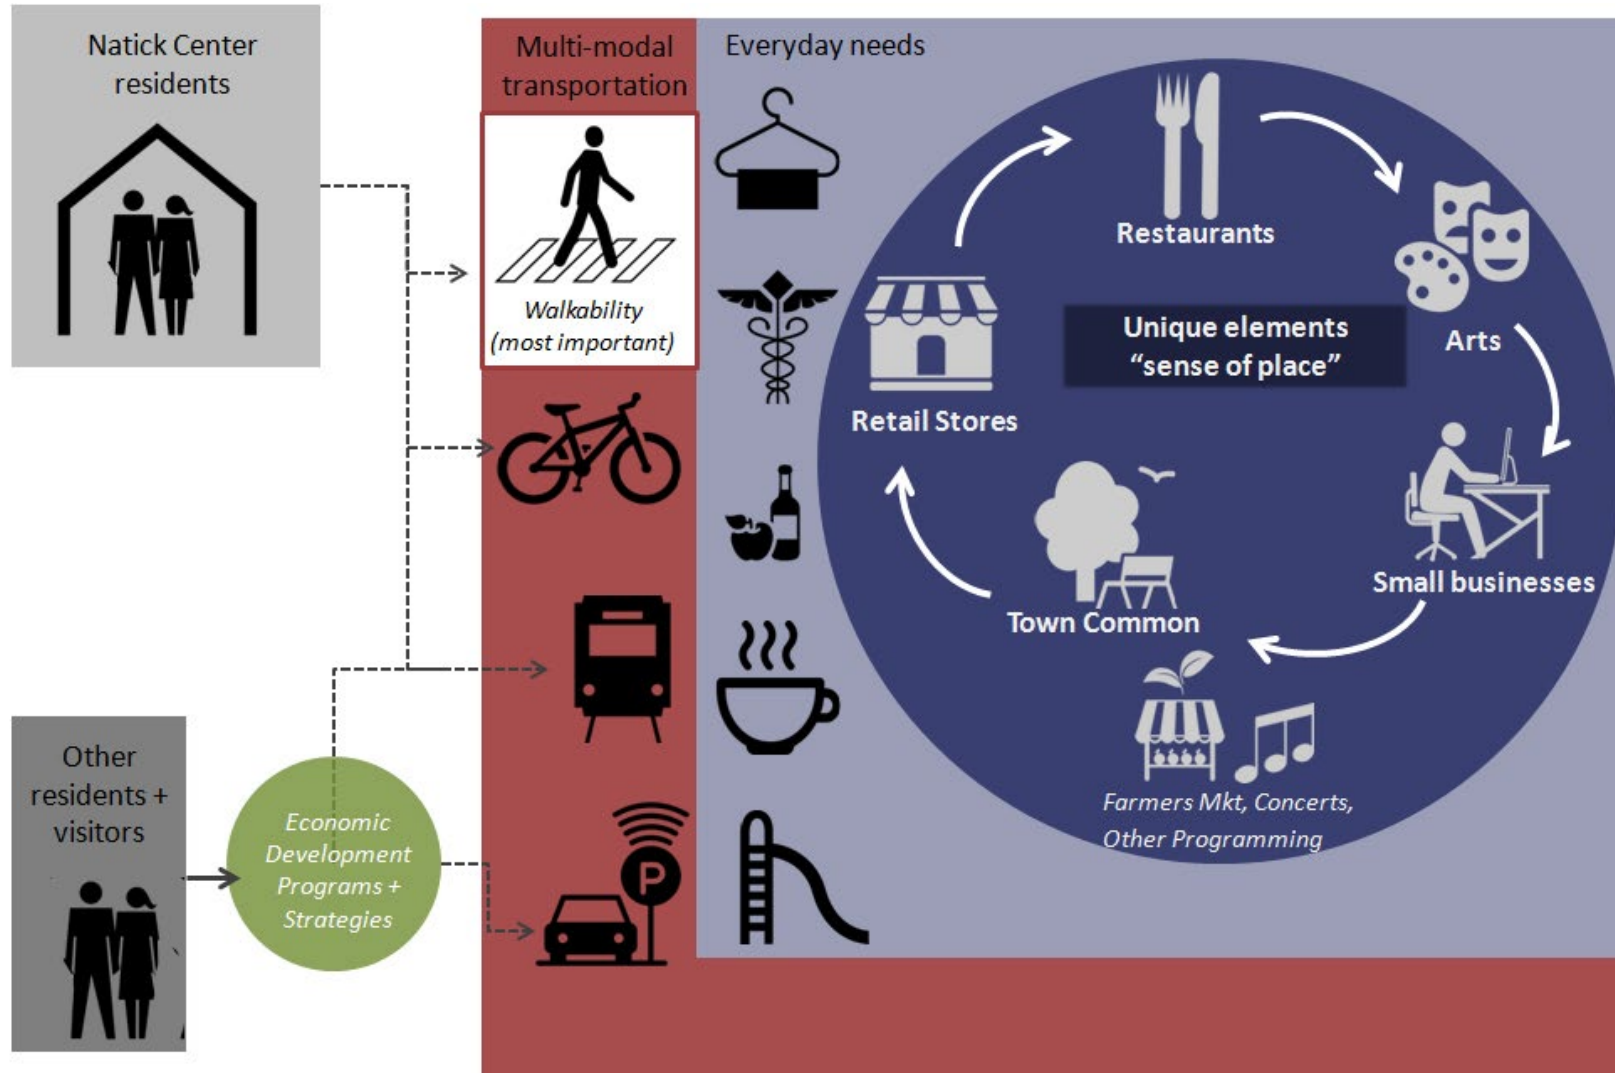 Natick Center
residents
Multi-modal
transportation
Walkability
(most important)
Everyday needs
Restaurants
Arts
Unique elements
“sense of place”
Retail Stores
Small businesses
Town Common
Farmers Mkt, Concerts,
Other Programming
Other
residents +
visitors
Economic
Development
Programs +
Strategies
P